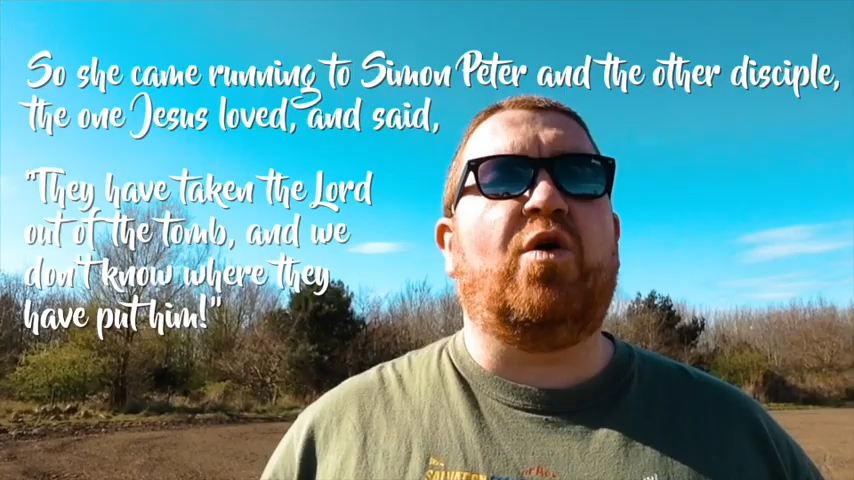 So she came running to Simon Peter and the other disciple,
the one Jesus loved, and said,
"They have taken the Lord
out of the tomb, and we
don't know where they
have put him!"
SALVATION